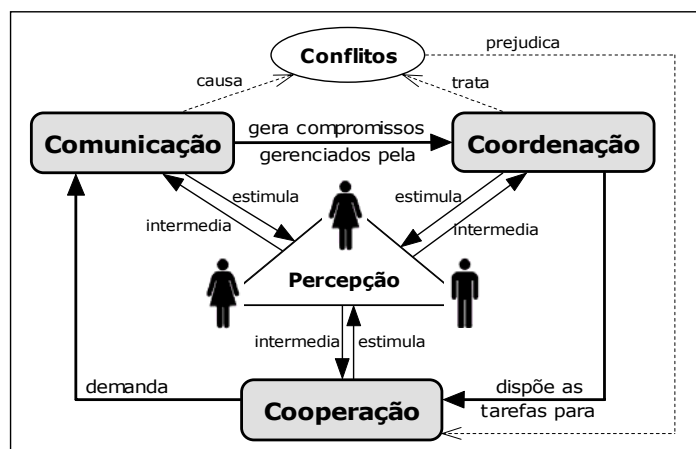 Conflitos
prejudica
causa
trata
Comunicação
gera compromissos
gerenciados pela
Coordenação
estimula
intermedia
estimula
intermedia
Percepção
intermedia
estimula
demanda
Cooperação
dispõe as
tarefas para